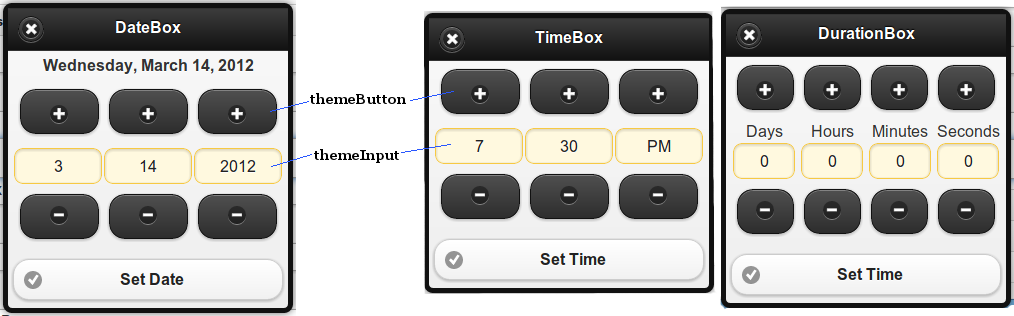 DateBox
Wednesday, March 14, 2012
3 14 2012
Set Date
themeButton
themeInput
TimeBox
7 30 PM
Set Time
DurationBox
Days Hours Minutes Seconds
0 0 0 0
Set Time